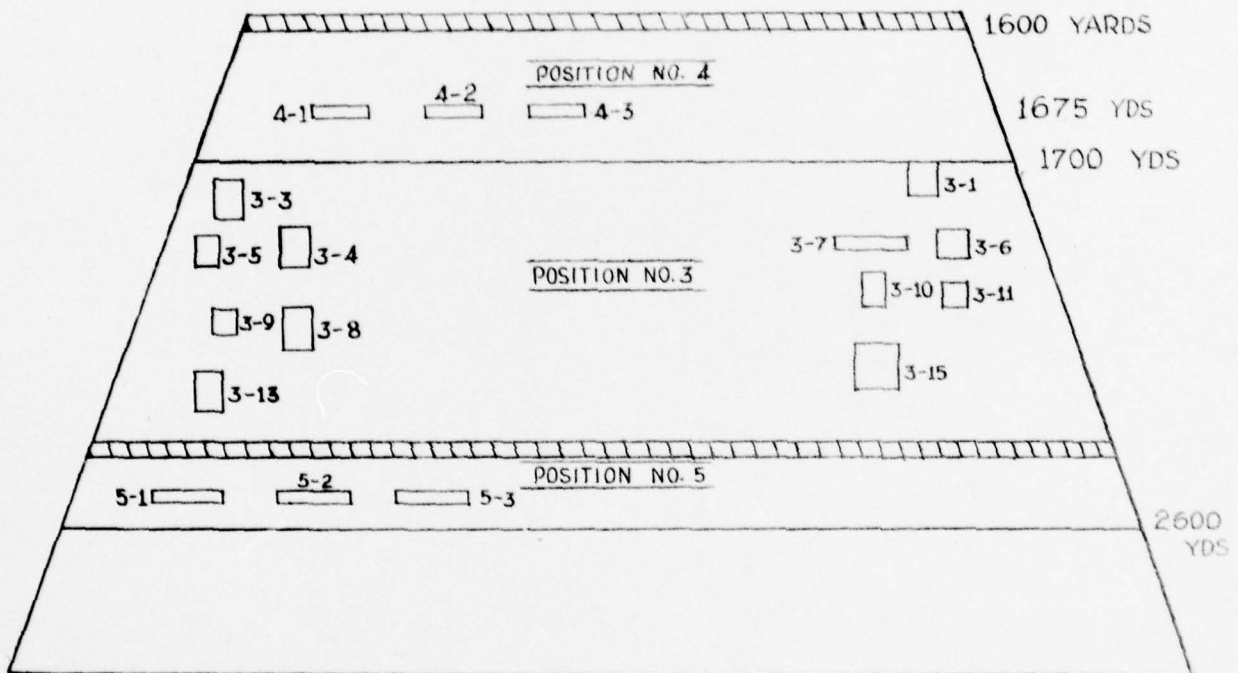 1600 YARDS
POSITION NO. 4
4-1
4-2
4-3
1675 YDS
1700 YDS
3-3
3-1
3-5
3-4
3-7
3-6
POSITION NO. 3
3-10
3-11
3-9
3-8
3-15
3-13
POSITION NO. 5
5-1
5-2
5-3
2600
YDS